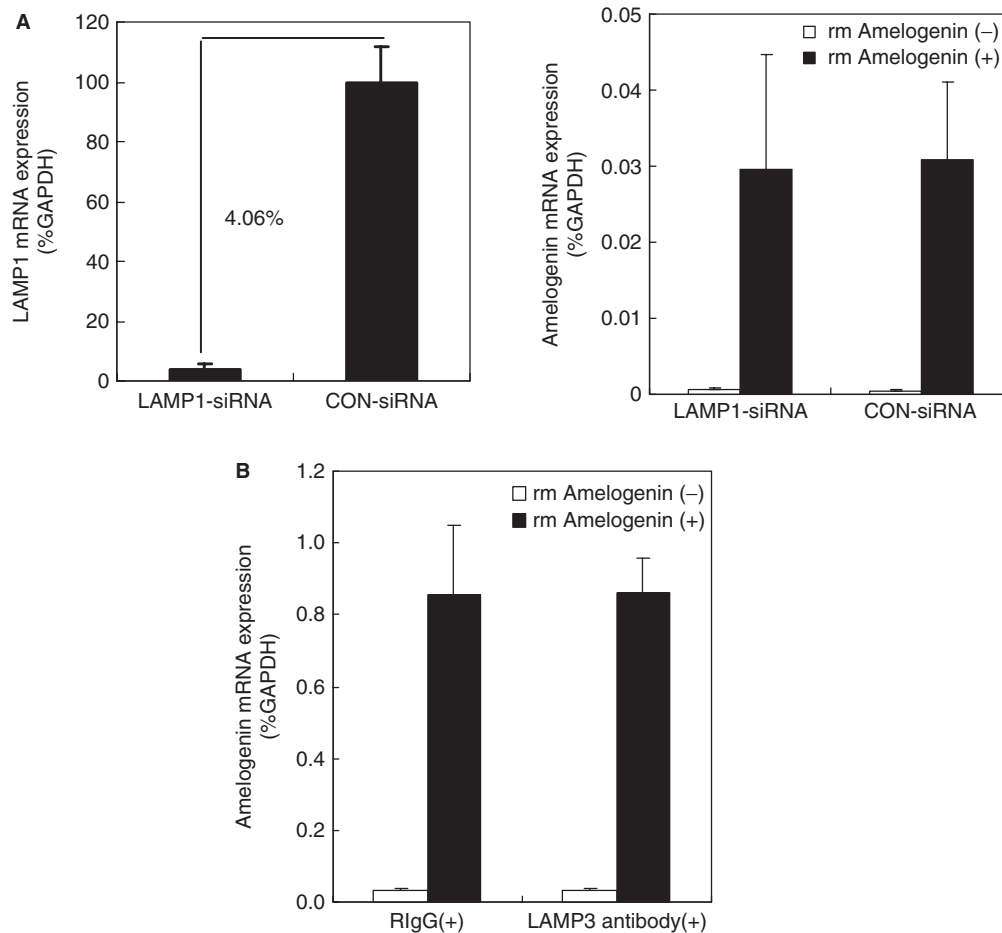 A
LAMP1 mRNA expression
(%GAPDH)
120
100
80
60
40
20
0
4.06%
LAMP1-siRNA
CON-siRNA
Amelogenin mRNA expression
(%GAPDH)
0.05
0.04
0.03
0.02
0.01
0
rm Amelogenin (–)
rm Amelogenin (+)
LAMP1-siRNA
CON-siRNA
B
Amelogenin mRNA expression
(%GAPDH)
1.2
1.0
0.8
0.6
0.4
0.2
0.0
rm Amelogenin (–)
rm Amelogenin (+)
RIgG(+)
LAMP3 antibody(+)